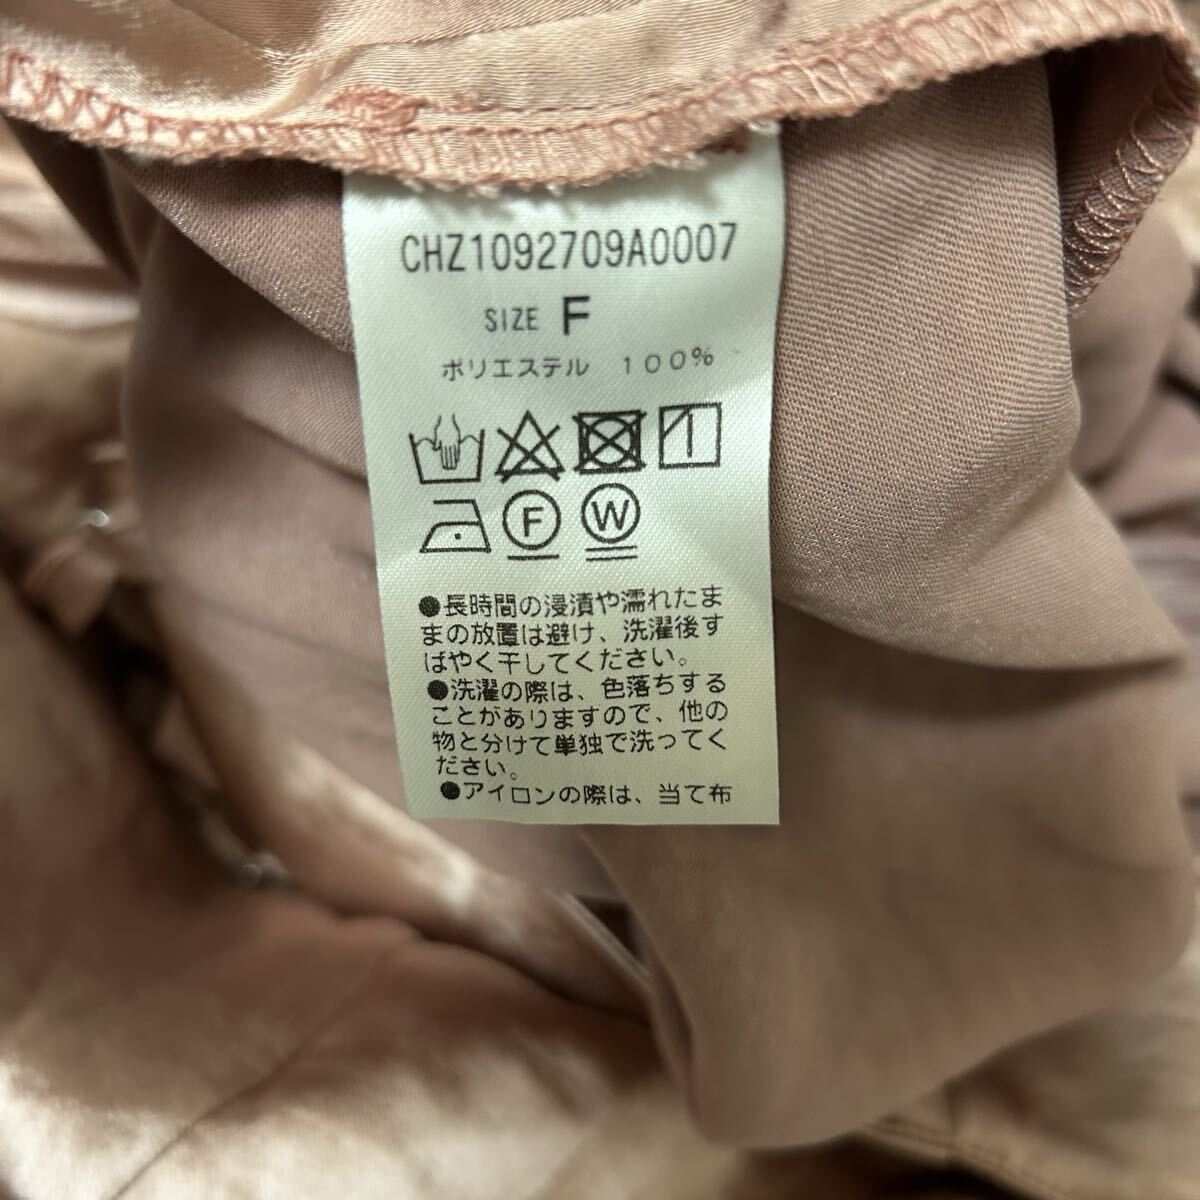 CHZ1092709A0007
SIZE F
ポリエステル 100%
F W
●長時間の浸漬や濡れたま
まの放置は避け、洗濯後す
ばやく干してください。
●洗濯の際は、色落ちする
ことがありますので、他の
物と分けて単独で洗ってく
ださい。
●アイロンの際は、当て布